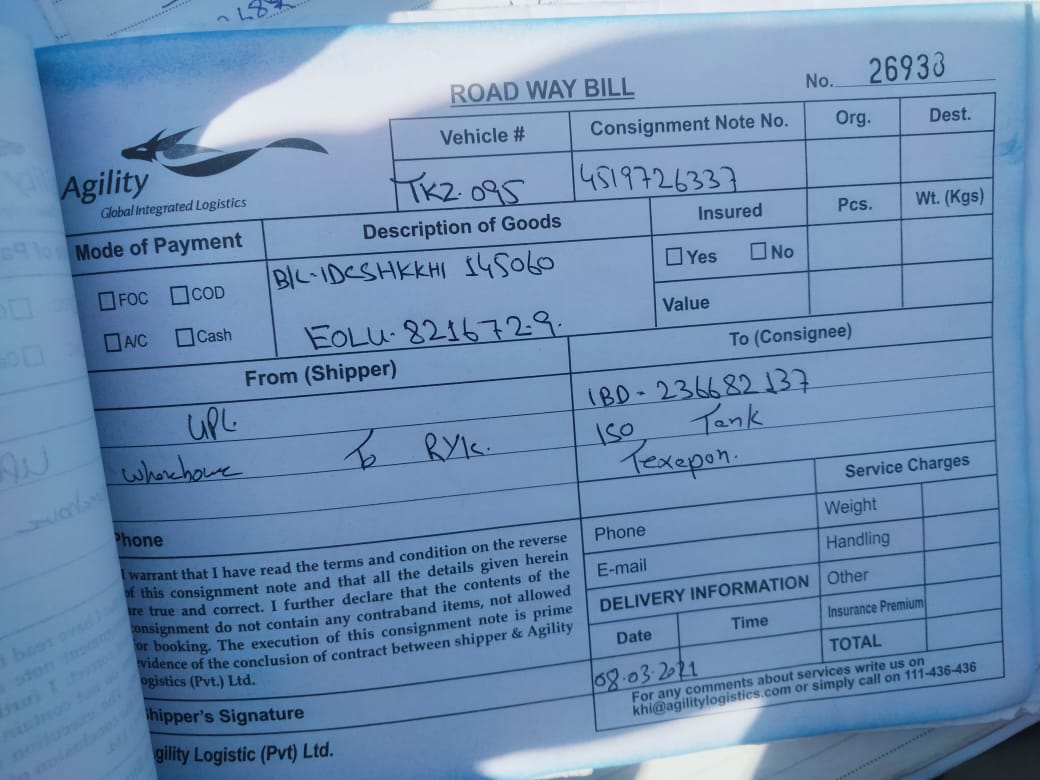 ROAD WAY BILL
No. 26938
Agility
Global Integrated Logistics
Vehicle #
Consignment Note No.
Org.
Dest.
TKZ-095
4519726337
Mode of Payment
Description of Goods
Insured
Pcs.
Wt. (Kgs)
FOC
COD
A/C
Cash
B/L-IDCSHKKHI 145060
EOLU-821672-9.
Yes
No
Value
From (Shipper)
To (Consignee)
UPL
To RYK.
IBD-236682137
ISO Tank
Phone
I warrant that I have read the terms and condition on the reverse
of this consignment note and that all the details given herein
are true and correct. I further declare that the contents of the
consignment do not contain any contraband items, not allowed
or booking. The execution of this consignment note is prime
evidence of the conclusion of contract between shipper & Agility
ogistics (Pvt.) Ltd.
Shipper's Signature
gility Logistic (Pvt) Ltd.
Phone
E-mail
DELIVERY INFORMATION
Date
Time
08.03.2021
Service Charges
Weight
Handling
Other
Insurance Premium
TOTAL
For any comments about services write us on
khi@agilitylogistics.com or simply call on 111-436-436